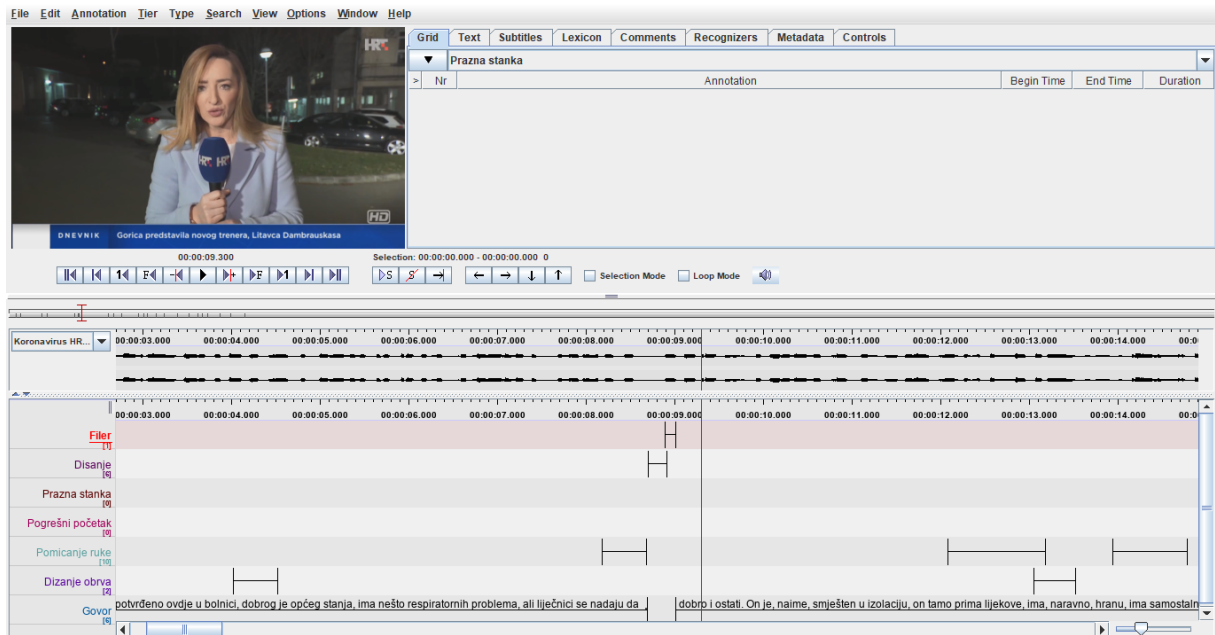 File Edit Annotation Tier Type Search View Options Window Help
HRT
HRT HRT
HD
DNEVNIK Gorica predstavila novog trenera, Litavca Dambrauskasa
Grid Text Subtitles Lexicon Comments Recognizers Metadata Controls
Prazna stanka
> Nr Annotation Begin Time End Time Duration
00:00:09.300 Selection: 00:00:00.000 - 00:00:00.000 0
1 F - + F 1 S S Selection Mode Loop Mode
Koronavirus HR... 00:00:03.000 00:00:04.000 00:00:05.000 00:00:06.000 00:00:07.000 00:00:08.000 00:00:09.000 00:00:10.000 00:00:11.000 00:00:12.000 00:00:13.000 00:00:14.000 00:0
00:00:03.000 00:00:04.000 00:00:05.000 00:00:06.000 00:00:07.000 00:00:08.000 00:00:09.000 00:00:10.000 00:00:11.000 00:00:12.000 00:00:13.000 00:00:14.000 00:0
Filer
[1]
Disanje
[6]
Prazna stanka
[0]
Pogrešni početak
[0]
Pomicanje ruke
[10]
Dizanje obrva
[2]
Govor potvrđeno ovdje u bolnici, dobrog je općeg stanja, ima nešto respiratornih problema, ali liječnici se nadaju da dobro i ostati. On je, naime, smješten u izolaciju, on tamo prima lijekove, ima, naravno, hranu, ima samostaln
[6]